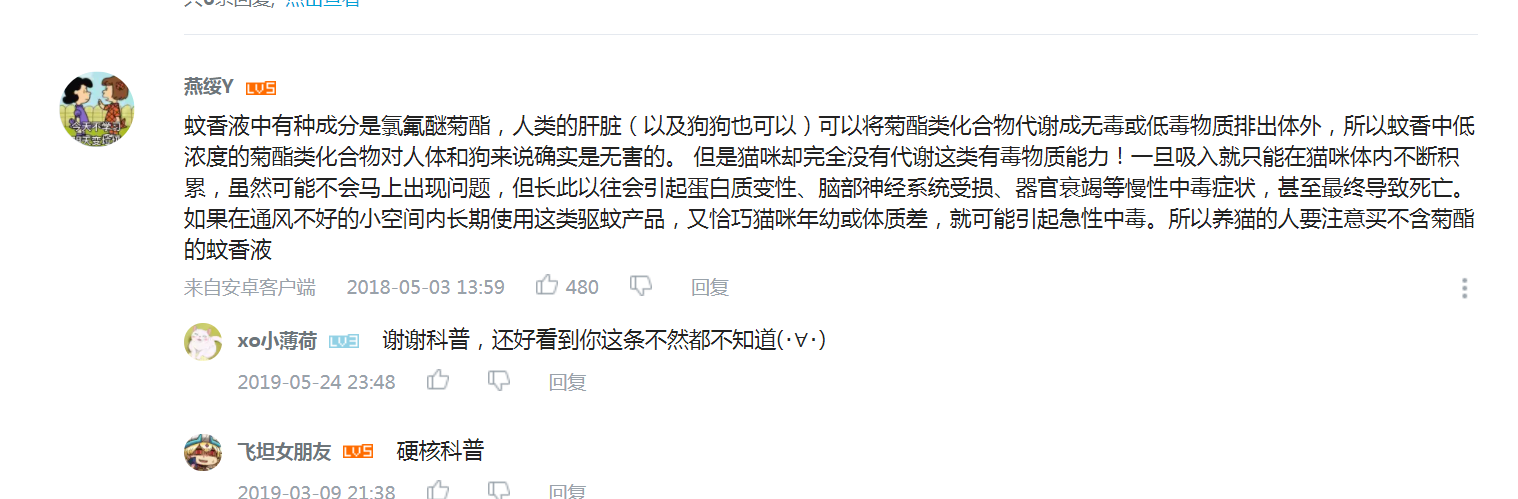 共6条回复, 点击查看
燕绥Y LV5
蚊香液中有种成分是氯氟醚菊酯，人类的肝脏（以及狗狗也可以）可以将菊酯类化合物代谢成无毒或低毒物质排出体外，所以蚊香中低
浓度的菊酯类化合物对人体和狗来说确实是无害的。 但是猫咪却完全没有代谢这类有毒物质能力！一旦吸入就只能在猫咪体内不断积
累，虽然可能不会马上出现问题，但长此以往会引起蛋白质变性、脑部神经系统受损、器官衰竭等慢性中毒症状，甚至最终导致死亡。
如果在通风不好的小空间内长期使用这类驱蚊产品，又恰巧猫咪年幼或体质差，就可能引起急性中毒。所以养猫的人要注意买不含菊酯
的蚊香液
来自安卓客户端 2018-05-03 13:59 480 回复
xo小薄荷 LV3 谢谢科普，还好看到你这条不然都不知道(·∀·)
2019-05-24 23:48 回复
飞坦女朋友 LV5 硬核科普
2019-03-09 21:38 回复